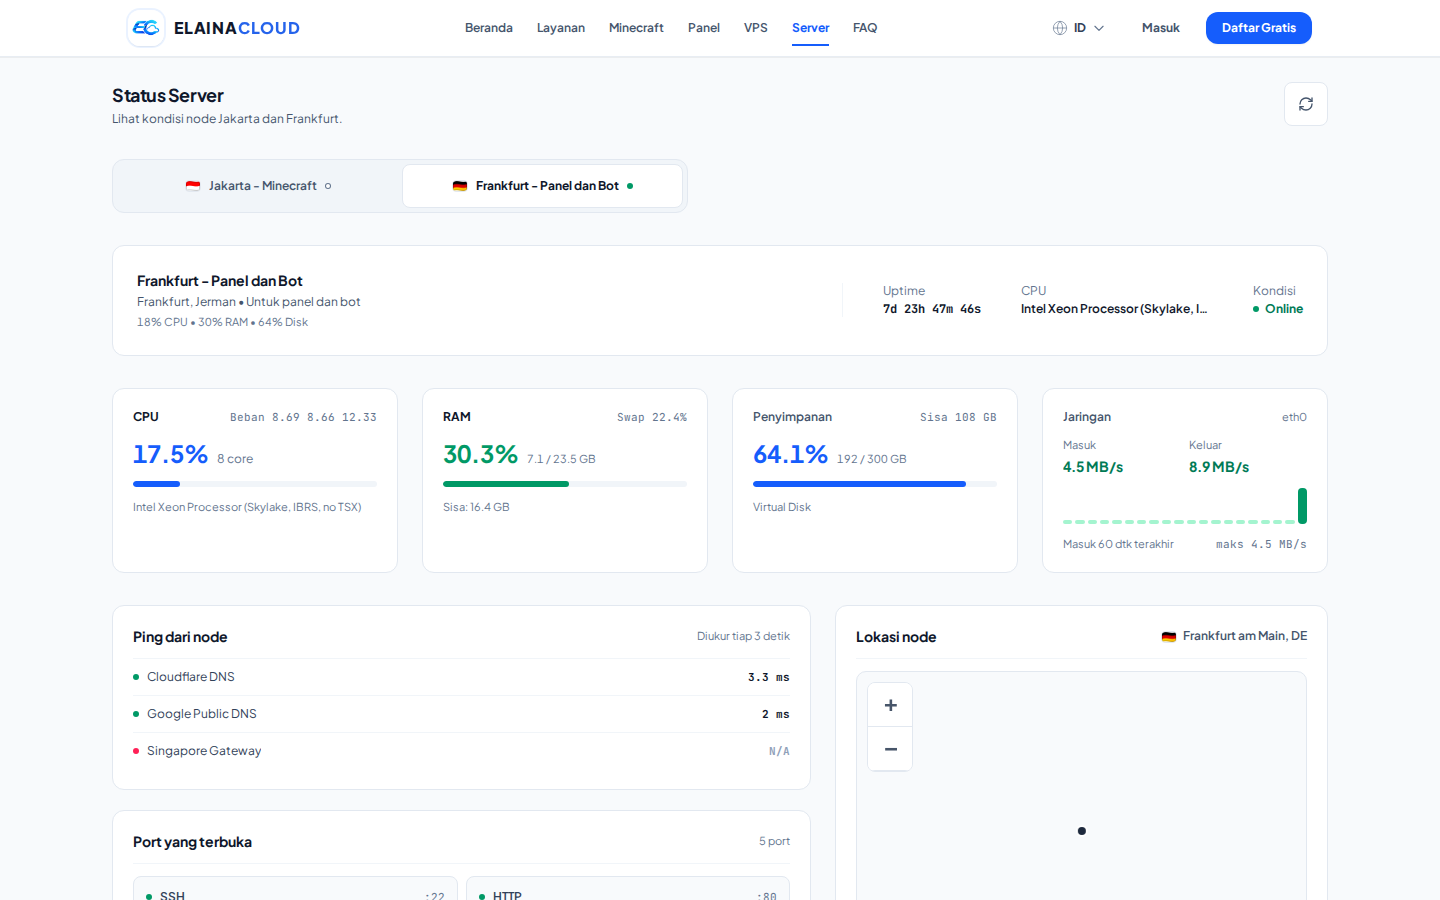 ELAINACLOUD
Beranda
Layanan
Minecraft
Panel
VPS
Server
FAQ
ID
Masuk
Daftar Gratis
Status Server
Lihat kondisi node Jakarta dan Frankfurt.
Jakarta - Minecraft
Frankfurt - Panel dan Bot
Frankfurt - Panel dan Bot
Frankfurt, Jerman • Untuk panel dan bot
18% CPU • 30% RAM • 64% Disk
Uptime
7d 23h 47m 46s
CPU
Intel Xeon Processor (Skylake, I...
Kondisi
Online
CPU
Beban 8.69 8.66 12.33
17.5% 8 core
Intel Xeon Processor (Skylake, IBRS, no TSX)
RAM
Swap 22.4%
30.3% 7.1 / 23.5 GB
Sisa: 16.4 GB
Penyimpanan
Sisa 108 GB
64.1% 192 / 300 GB
Virtual Disk
Jaringan
eth0
Masuk
4.5 MB/s
Keluar
8.9 MB/s
Masuk 60 dtk terakhir
maks 4.5 MB/s
Ping dari node
Diukur tiap 3 detik
Cloudflare DNS
3.3 ms
Google Public DNS
2 ms
Singapore Gateway
N/A
Lokasi node
Frankfurt am Main, DE
+
−
Port yang terbuka
5 port
SSH
:22
HTTP
:80